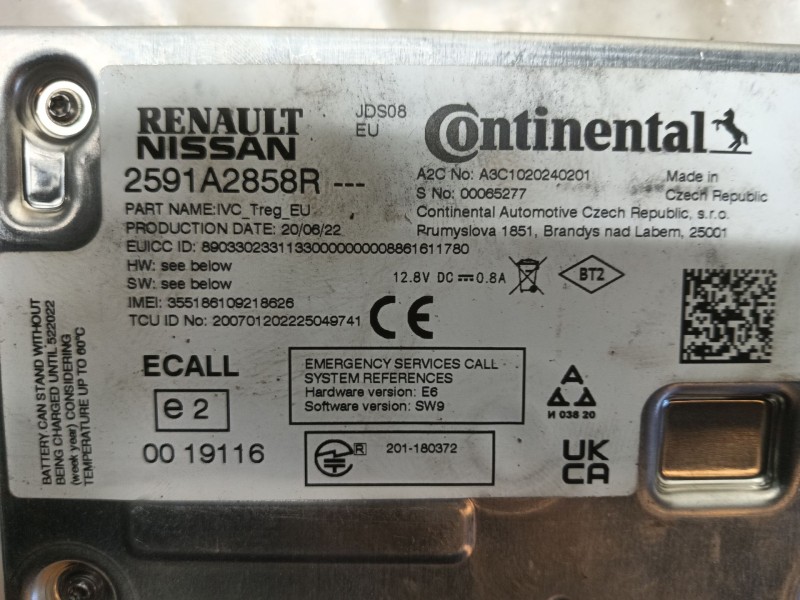 RENAULT
NISSAN
JDS08
EU
Continental
2591A2858R ---
A2C No: A3C1020240201
S No: 00065277
Made in
Czech Republic
PART NAME:IVC_Treg_EU
Continental Automotive Czech Republic, s.r.o.
PRODUCTION DATE: 20/06/22
Prrumyslova 1851, Brandys nad Labem, 25001
EUICC ID: 89033023311330000000008861611780
HW: see below
SW: see below
12.8V DC 0.8A
BT2
IMEI: 355186109218626
TCU ID No: 200701202225049741
CE
BATTERY CAN STAND WITHOUT
BEING CHARGED UNTIL 522022
(week year) CONSIDERING
TEMPERATURE UP TO 60°C
ECALL
e2
00 19116
EMERGENCY SERVICES CALL
SYSTEM REFERENCES
Hardware version: E6
Software version: SW9
R 201-180372
И 038 20
UK
CA